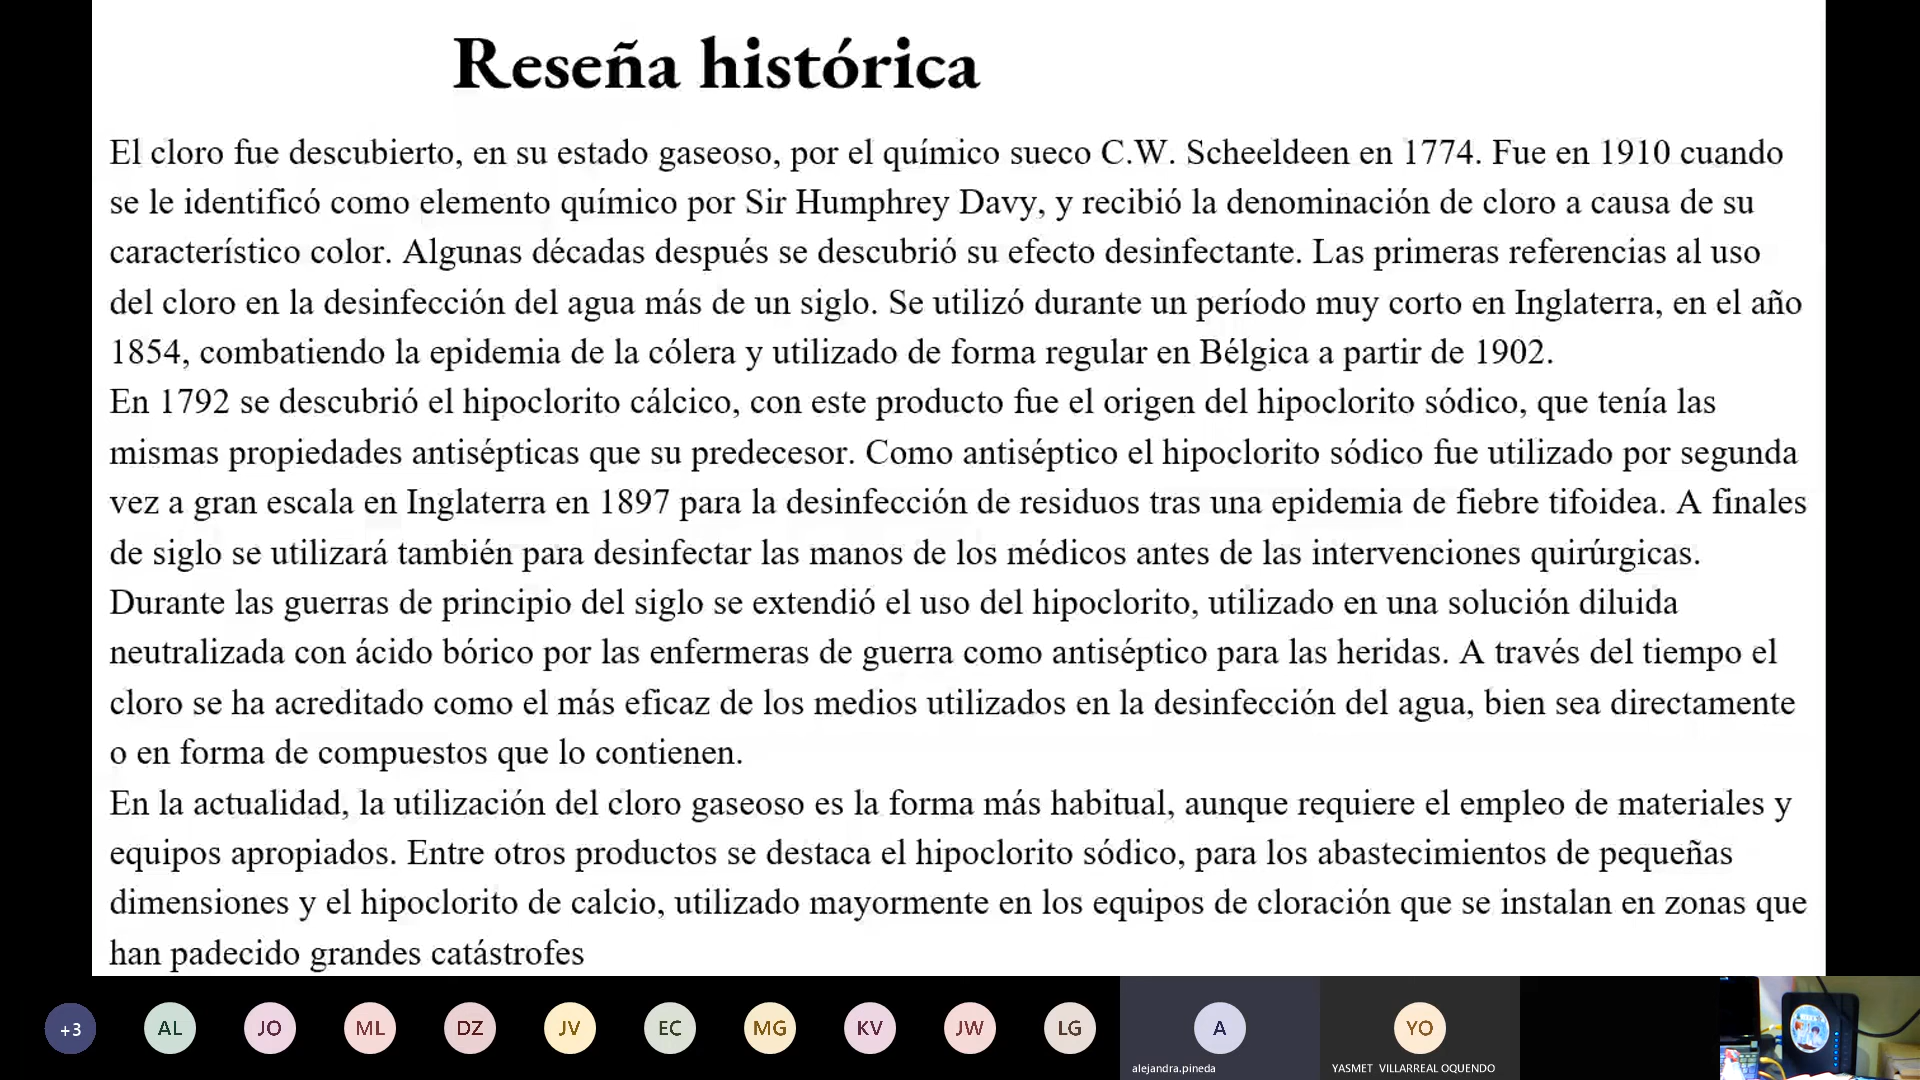 Reseña histórica
El cloro fue descubierto, en su estado gaseoso, por el químico sueco C.W. Scheeldeen en 1774. Fue en 1910 cuando
se le identificó como elemento químico por Sir Humphrey Davy, y recibió la denominación de cloro a causa de su
característico color. Algunas décadas después se descubrió su efecto desinfectante. Las primeras referencias al uso
del cloro en la desinfección del agua más de un siglo. Se utilizó durante un período muy corto en Inglaterra, en el año
1854, combatiendo la epidemia de la cólera y utilizado de forma regular en Bélgica a partir de 1902.
En 1792 se descubrió el hipoclorito cálcico, con este producto fue el origen del hipoclorito sódico, que tenía las
mismas propiedades antisépticas que su predecesor. Como antiséptico el hipoclorito sódico fue utilizado por segunda
vez a gran escala en Inglaterra en 1897 para la desinfección de residuos tras una epidemia de fiebre tifoidea. A finales
de siglo se utilizará también para desinfectar las manos de los médicos antes de las intervenciones quirúrgicas.
Durante las guerras de principio del siglo se extendió el uso del hipoclorito, utilizado en una solución diluida
neutralizada con ácido bórico por las enfermeras de guerra como antiséptico para las heridas. A través del tiempo el
cloro se ha acreditado como el más eficaz de los medios utilizados en la desinfección del agua, bien sea directamente
o en forma de compuestos que lo contienen.
En la actualidad, la utilización del cloro gaseoso es la forma más habitual, aunque requiere el empleo de materiales y
equipos apropiados. Entre otros productos se destaca el hipoclorito sódico, para los abastecimientos de pequeñas
dimensiones y el hipoclorito de calcio, utilizado mayormente en los equipos de cloración que se instalan en zonas que
han padecido grandes catástrofes
+3 AL JO ML DZ JV EC MG KV JW LG A YO
alejandra.pineda YASMET VILLARREAL OQUENDO